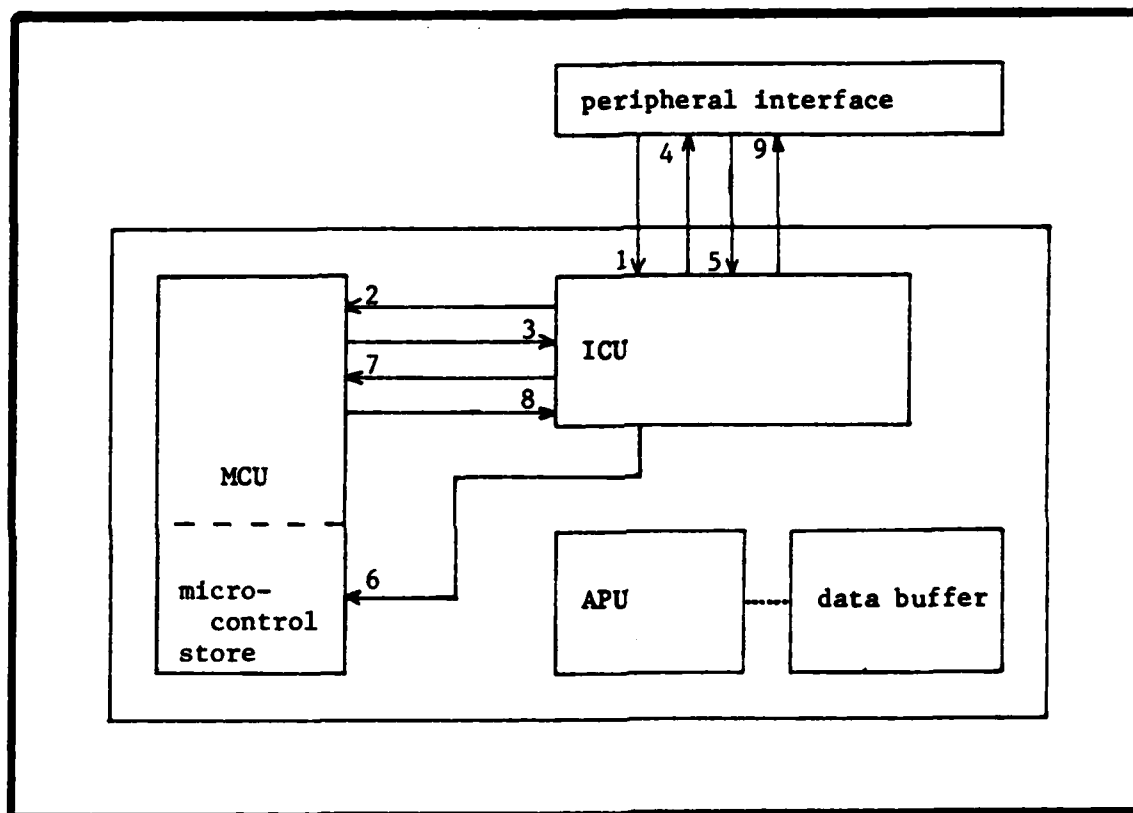 peripheral interface
4
9
1
5
2
3
ICU
7
8
MCU
6
micro-
control
store
APU
data buffer